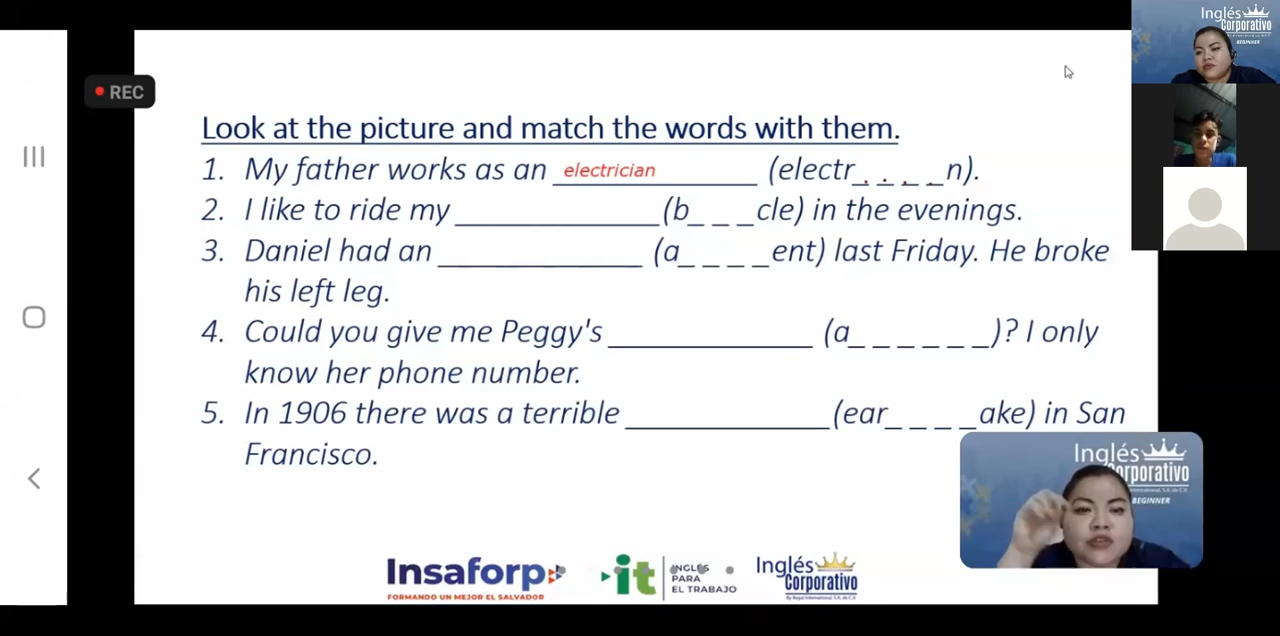 Inglés
Corporativo
BEGINNER
REC
Look at the picture and match the words with them.
1. My father works as an electrician (electr_ _ _ _n).
2. I like to ride my ______________ (b_ _ _cle) in the evenings.
3. Daniel had an ______________ (a_ _ _ _ent) last Friday. He broke
his left leg.
4. Could you give me Peggy's ______________ (a_ _ _ _ _ _)? I only
know her phone number.
5. In 1906 there was a terrible ______________ (ear_ _ _ _ake) in San
Francisco.
Inglés
Corporativo
BEGINNER
Insaforp
FORMANDO UN MEJOR EL SALVADOR
it
INGLÉS
PARA
EL TRABAJO
Inglés
Corporativo